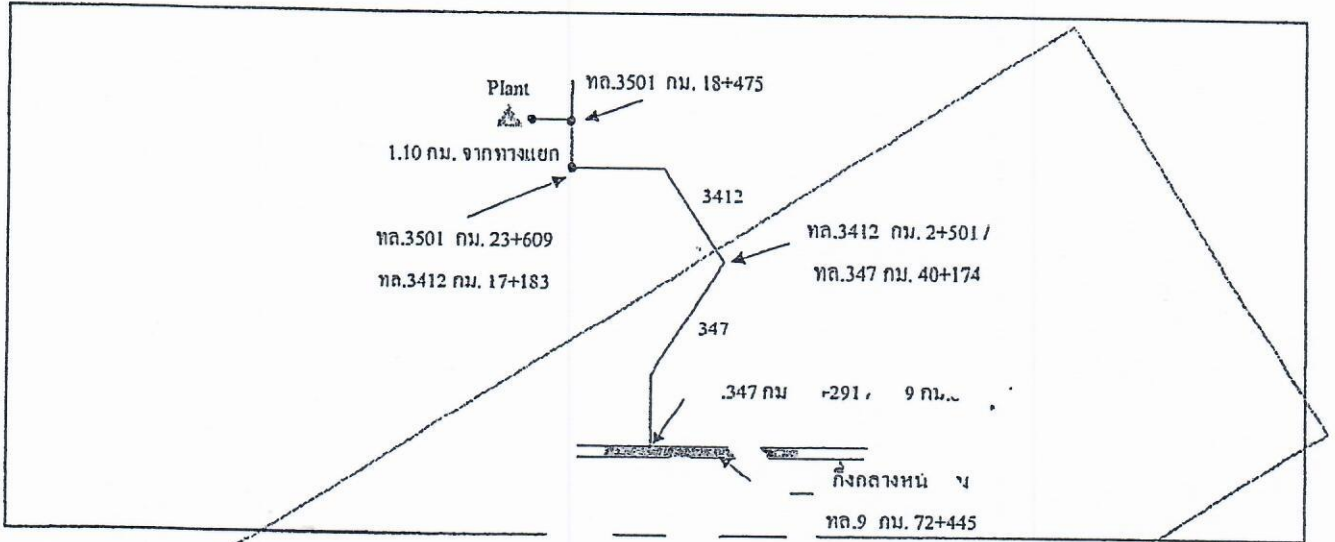 Plant
ทล.3501 กม. 18+475
1.10 กม. จากทางแยก
3412
ทล.3501 กม. 23+609
ทล.3412 กม. 17+183
ทล.3412 กม. 2+501 /
ทล.347 กม. 40+174
347
.347 กม 291 9
กึ่งกลางหน
ทล.9 กม. 72+445